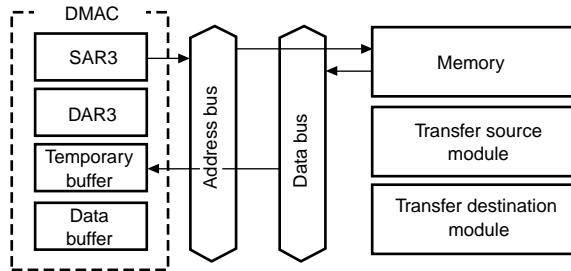 DMAC
SAR3
DAR3
Temporary
buffer
Data
buffer
Address bus
Data bus
Memory
Transfer source
module
Transfer destination
module